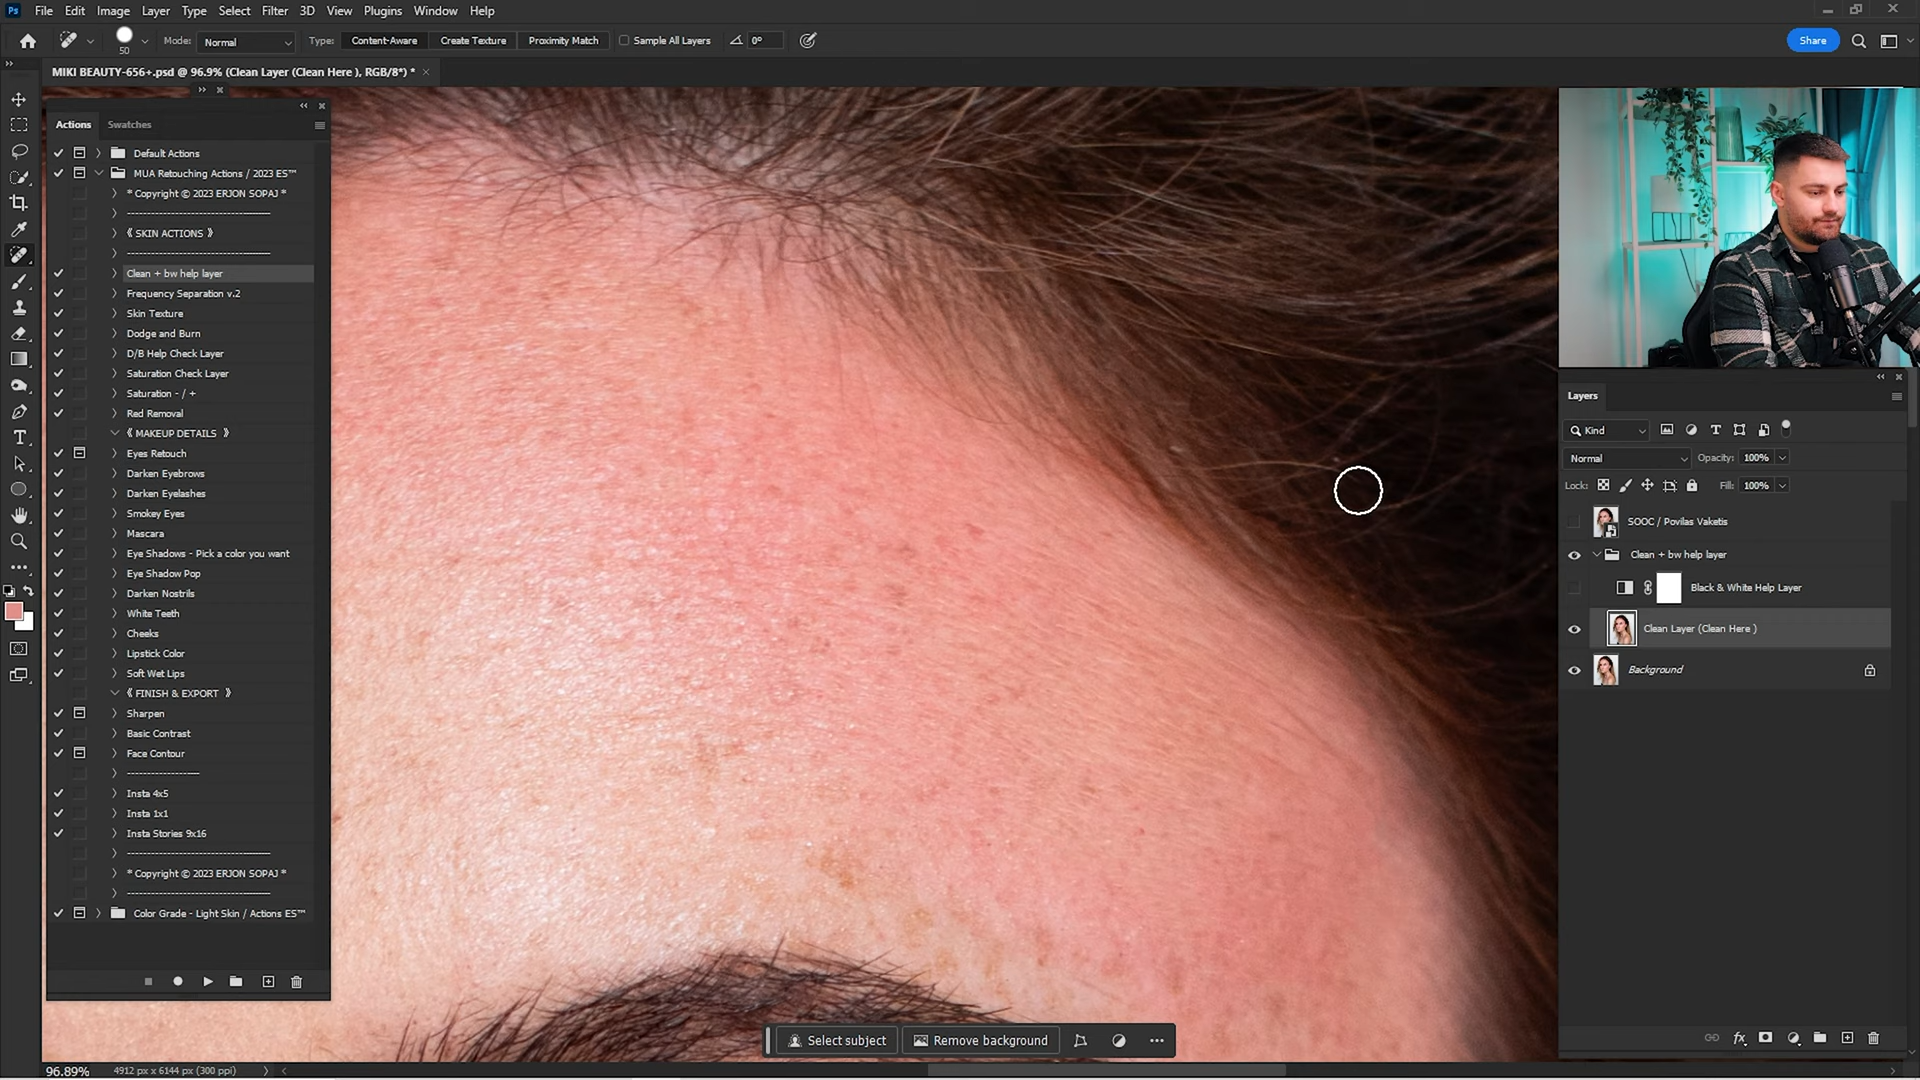 Ps File Edit Image Layer Type Select Filter 3D View Plugins Window Help
50 Mode: Normal Type: Content-Aware Create Texture Proximity Match Sample All Layers 0° Share
MIKI BEAUTY-656+.psd @ 96.9% (Clean Layer (Clean Here ), RGB/8*) *
Actions Swatches
Default Actions
MUA Retouching Actions / 2023 ES™
* Copyright © 2023 ERJON SOPAJ *
《 SKIN ACTIONS 》
Clean + bw help layer
Frequency Separation v.2
Skin Texture
Dodge and Burn
D/B Help Check Layer
Saturation Check Layer
Saturation - / +
Red Removal
《 MAKEUP DETAILS 》
Eyes Retouch
Darken Eyebrows
Darken Eyelashes
Smokey Eyes
Mascara
Eye Shadows - Pick a color you want
Eye Shadow Pop
Darken Nostrils
White Teeth
Cheeks
Lipstick Color
Soft Wet Lips
《 FINISH & EXPORT 》
Sharpen
Basic Contrast
Face Contour
Insta 4x5
Insta 1x1
Insta Stories 9x16
* Copyright © 2023 ERJON SOPAJ *
Color Grade - Light Skin / Actions ES™
Layers
Kind
Normal Opacity: 100%
Lock: Fill: 100%
SOOC / Povilas Vaketis
Clean + bw help layer
Black & White Help Layer
Clean Layer (Clean Here )
Background
Select subject Remove background
96.89% 4912 px x 6144 px (300 ppi)